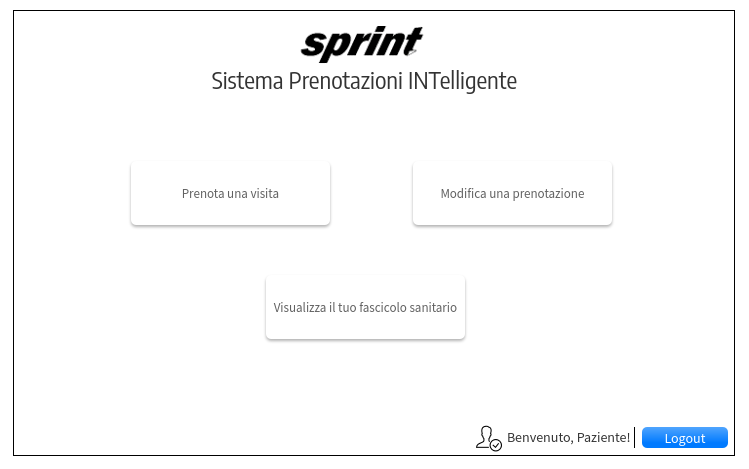 sprint
Sistema Prenotazioni INTelligente
Prenota una visita
Modifica una prenotazione
Visualizza il tuo fascicolo sanitario
Benvenuto, Paziente!
Logout